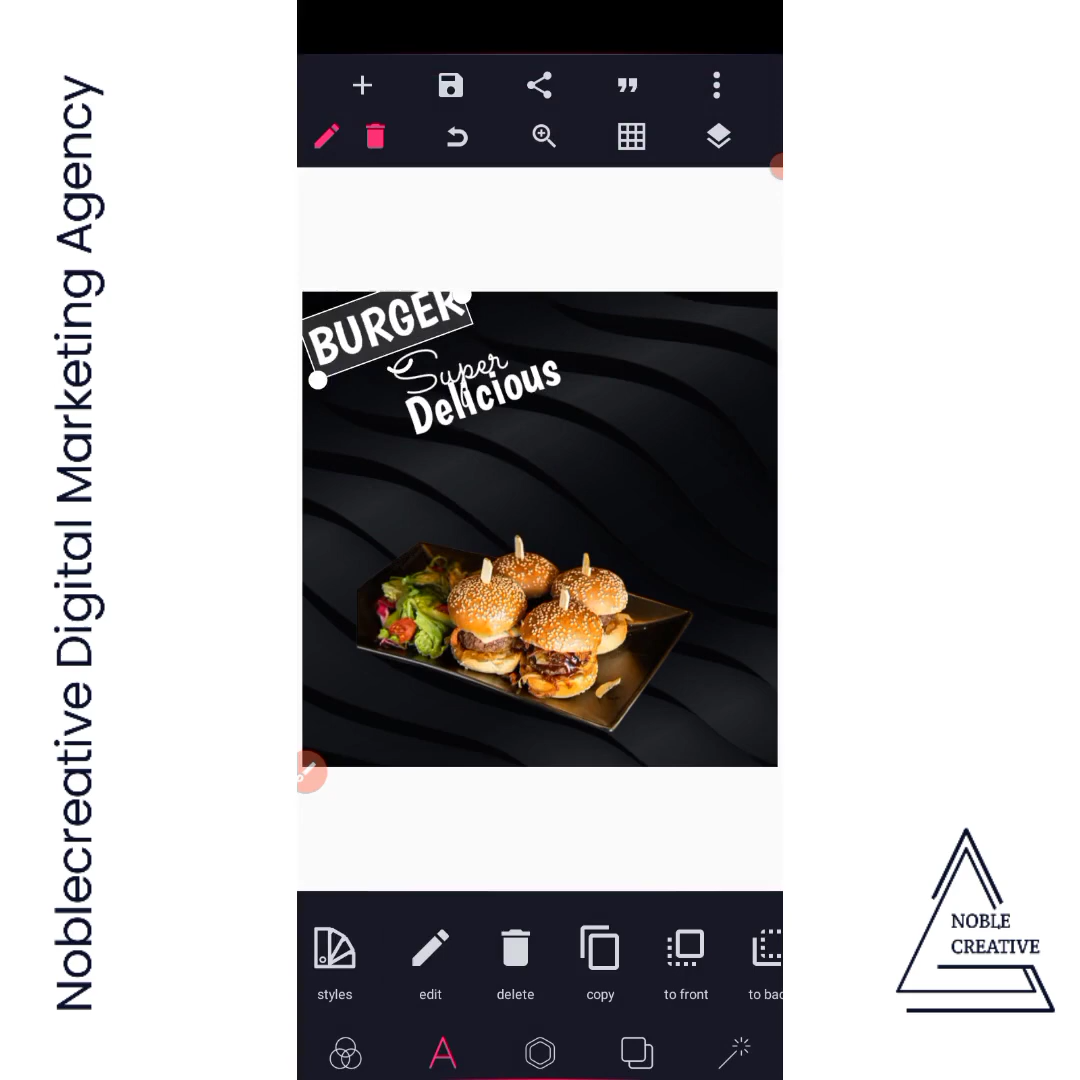 Noblecreative Digital Marketing Agency
BURGER
Super
Delicious
styles
edit
delete
copy
to front
to bac
NOBLE
CREATIVE